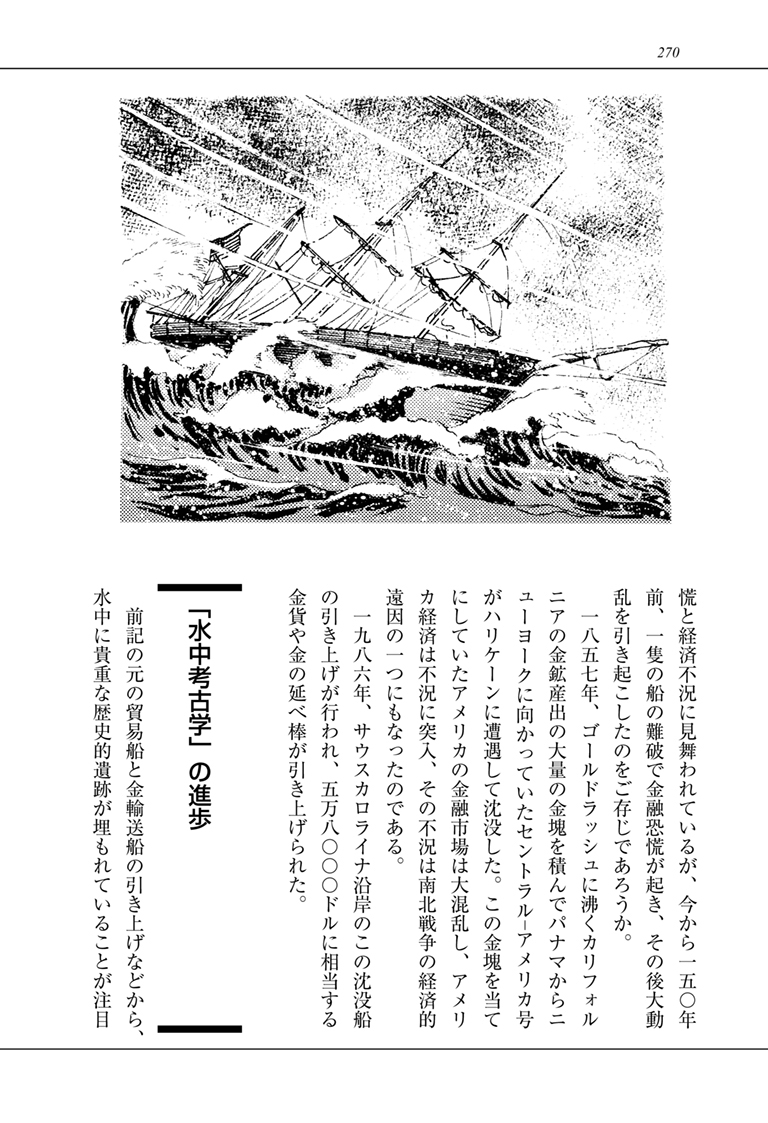 270
慌と経済不況に見舞われているが、今から一五〇年
前、一隻の船の難破で金融恐慌が起き、その後大動
乱を引き起こしたのをご存じであろうか。
一八五七年、ゴールドラッシュに沸くカリフォル
ニアの金鉱産出の大量の金塊を積んでパナマからニ
ューヨークに向かっていたセントラル−アメリカ号
がハリケーンに遭遇して沈没した。この金塊を当て
にしていたアメリカの金融市場は大混乱し、アメリ
カ経済は不況に突入、その不況は南北戦争の経済的
遠因の一つにもなったのである。
一九八六年、サウスカロライナ沿岸のこの沈没船
の引き上げが行われ、五万八〇〇〇ドルに相当する
金貨や金の延べ棒が引き上げられた。
「水中考古学」の進歩
前記の元の貿易船と金輸送船の引き上げなどから、
水中に貴重な歴史的遺跡が埋もれていることが注目